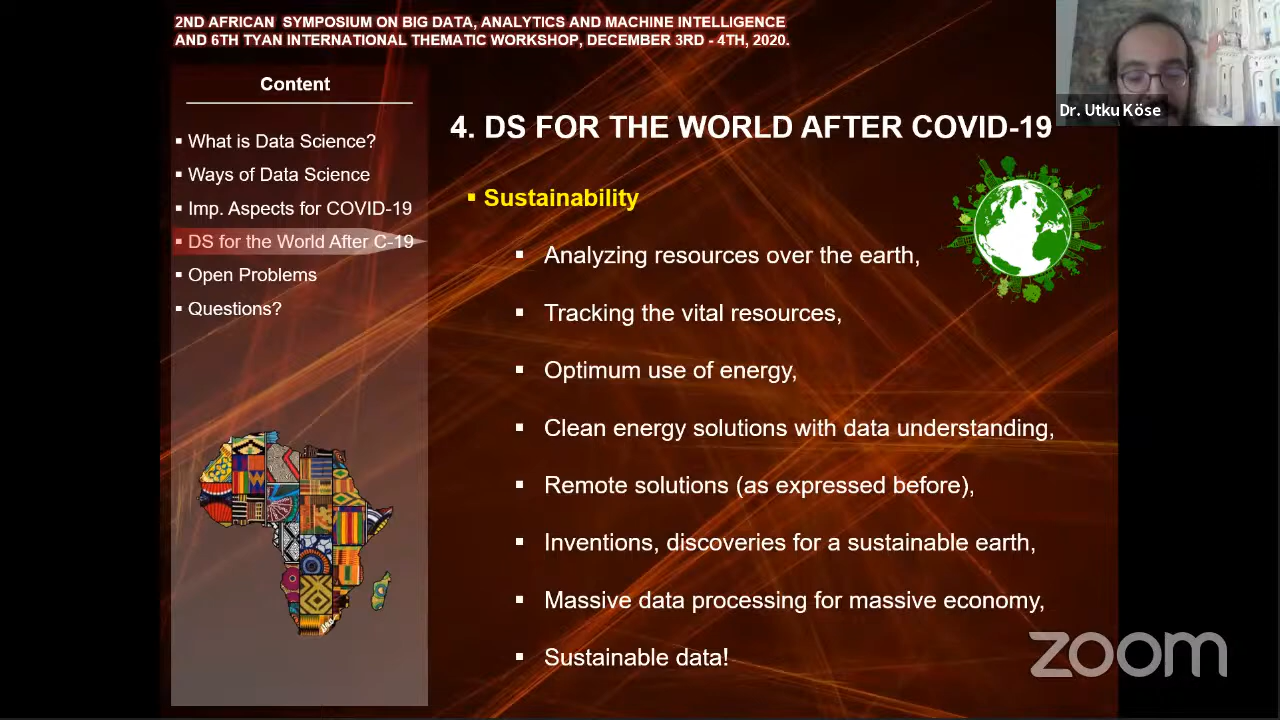 2ND AFRICAN SYMPOSIUM ON BIG DATA, ANALYTICS AND MACHINE INTELLIGENCE
AND 6TH TYAN INTERNATIONAL THEMATIC WORKSHOP, DECEMBER 3RD - 4TH, 2020.
Content
▪ What is Data Science?
▪ Ways of Data Science
▪ Imp. Aspects for COVID-19
▪ DS for the World After C-19
▪ Open Problems
▪ Questions?
Dr. Utku Köse
4. DS FOR THE WORLD AFTER COVID-19
▪ Sustainability
▪ Analyzing resources over the earth,
▪ Tracking the vital resources,
▪ Optimum use of energy,
▪ Clean energy solutions with data understanding,
▪ Remote solutions (as expressed before),
▪ Inventions, discoveries for a sustainable earth,
▪ Massive data processing for massive economy,
▪ Sustainable data!
zoom